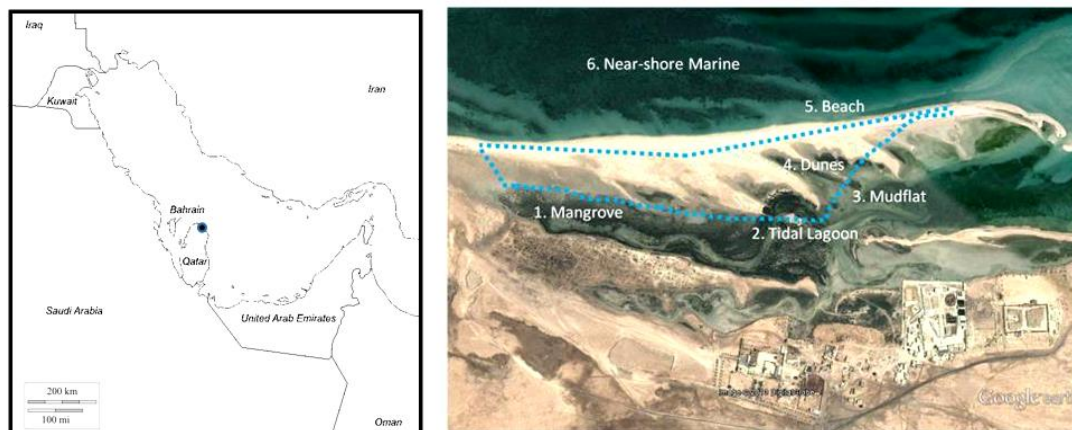 Iraq
Kuwait
Iran
Bahrain
Qatar
Saudi Arabia
United Arab Emirates
200 km
100 mi
Oman
6. Near-shore Marine
5. Beach
4. Dunes
3. Mudflat
1. Mangrove
2. Tidal Lagoon
Google earth